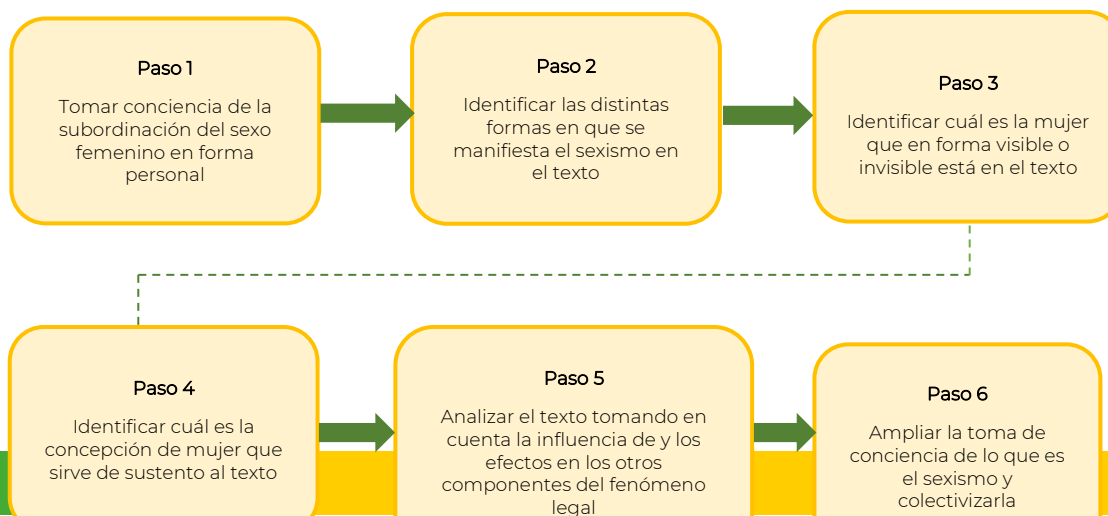 Paso 1
Tomar conciencia de la
subordinación del sexo
femenino en forma
personal
Paso 2
Identificar las distintas
formas en que se
manifiesta el sexismo en
el texto
Paso 3
Identificar cuál es la mujer
que en forma visible o
invisible está en el texto
Paso 4
Identificar cuál es la
concepción de mujer que
sirve de sustento al texto
Paso 5
Analizar el texto tomando en
cuenta la influencia de y los
efectos en los otros
componentes del fenómeno
legal
Paso 6
Ampliar la toma de
conciencia de lo que es
el sexismo y
colectivizarla